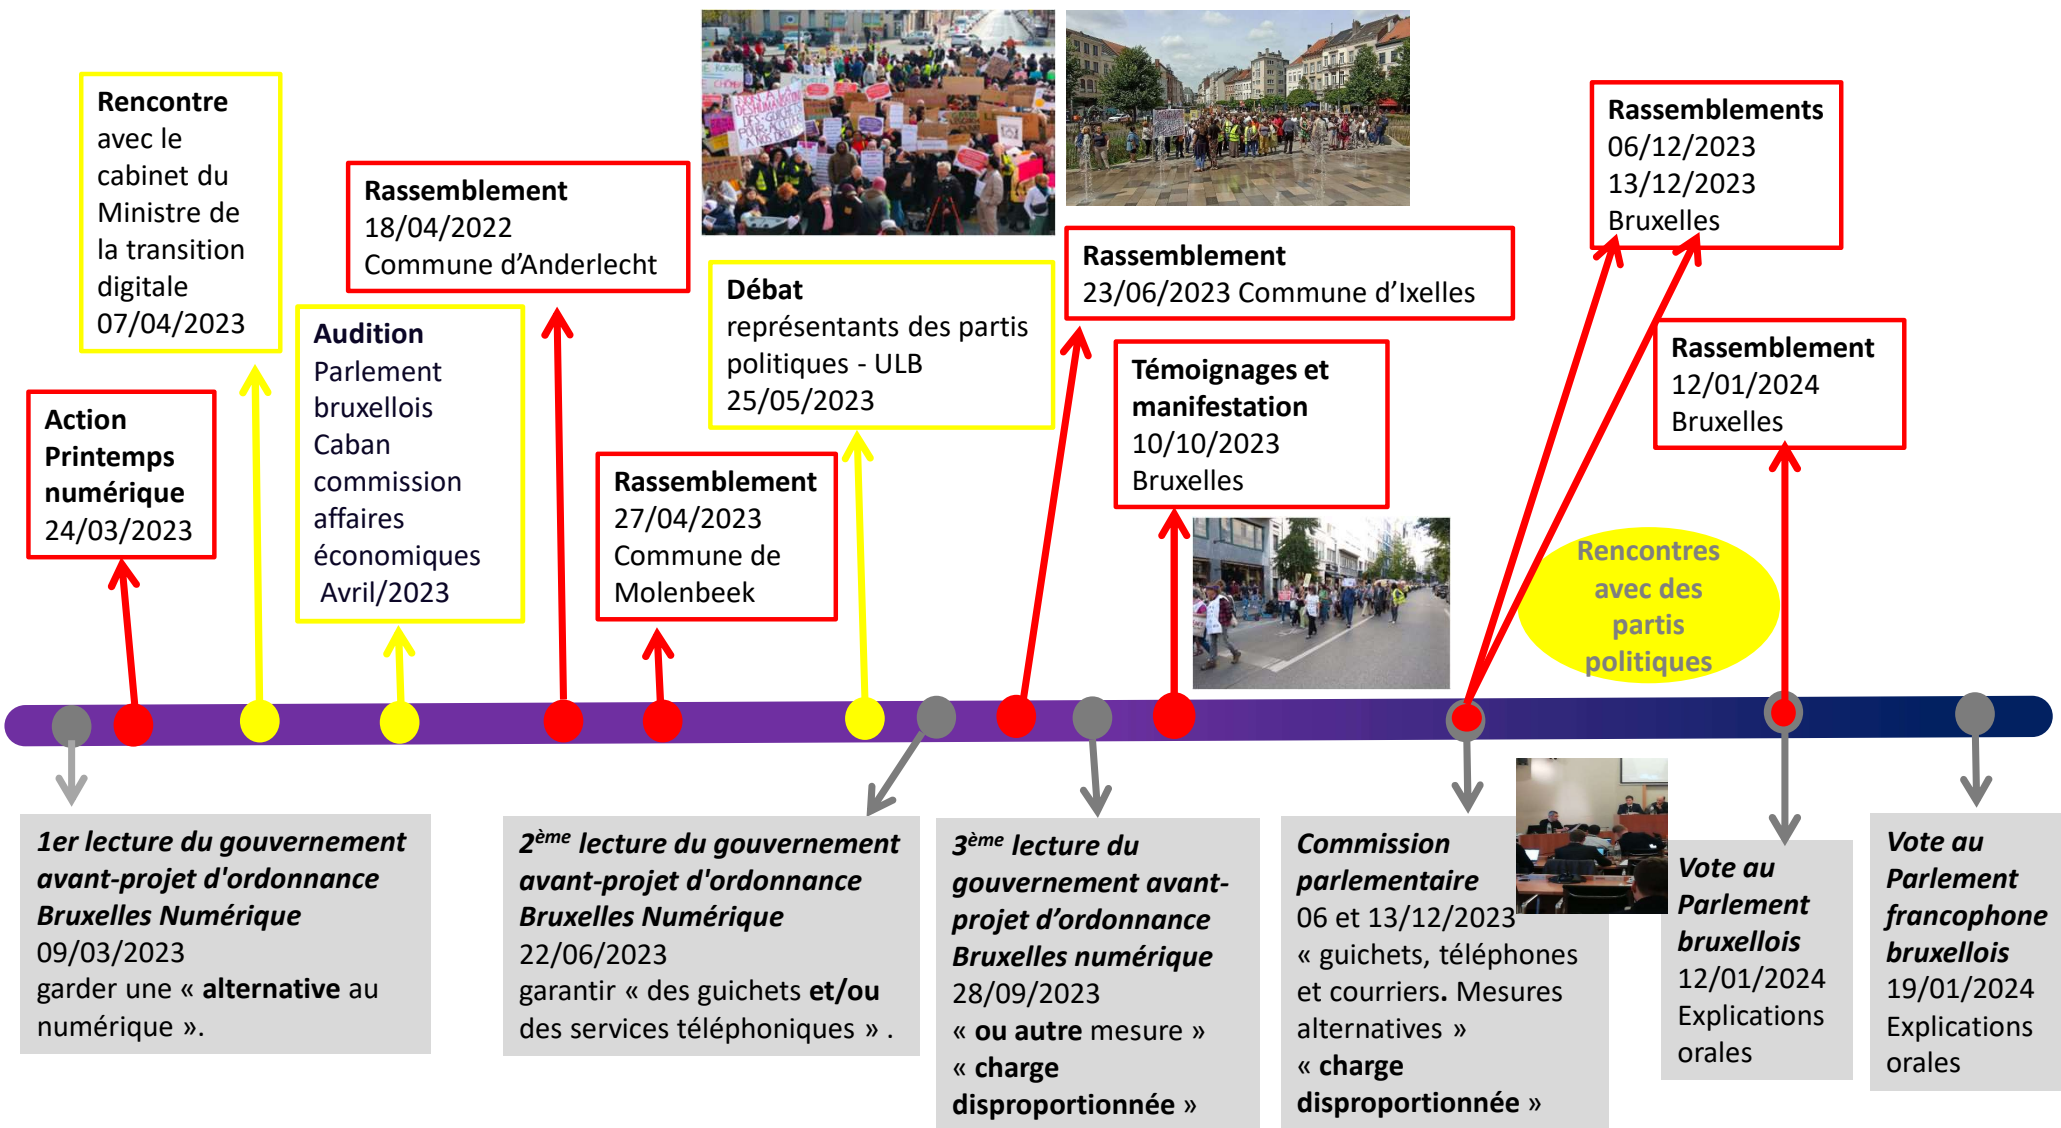 Rencontre
avec le
cabinet du
Ministre de
la transition
digitale
07/04/2023
Rassemblement
18/04/2022
Commune d'Anderlecht
Rassemblements
06/12/2023
13/12/2023
Bruxelles
Action
Printemps
numérique
24/03/2023
Audition
Parlement
bruxellois
Caban
commission
affaires
économiques
Avril/2023
Rassemblement
27/04/2023
Commune de
Molenbeek
Débat
représentants des partis
politiques - ULB
25/05/2023
Rassemblement
23/06/2023 Commune d'Ixelles
Témoignages et
manifestation
10/10/2023
Bruxelles
Rassemblement
12/01/2024
Bruxelles
Rencontres
avec des
partis
politiques
1er lecture du gouvernement
avant-projet d'ordonnance
Bruxelles Numérique
09/03/2023
garder une « alternative au
numérique ».
2ème lecture du gouvernement
avant-projet d'ordonnance
Bruxelles Numérique
22/06/2023
garantir « des guichets et/ou
des services téléphoniques » .
3ème lecture du
gouvernement avant-
projet d'ordonnance
Bruxelles numérique
28/09/2023
« ou autre mesure »
« charge
disproportionnée »
Commission
parlementaire
06 et 13/12/2023
« guichets, téléphones
et courriers. Mesures
alternatives »
« charge
disproportionnée »
Vote au
Parlement
bruxellois
12/01/2024
Explications
orales
Vote au
Parlement
francophone
bruxellois
19/01/2024
Explications
orales